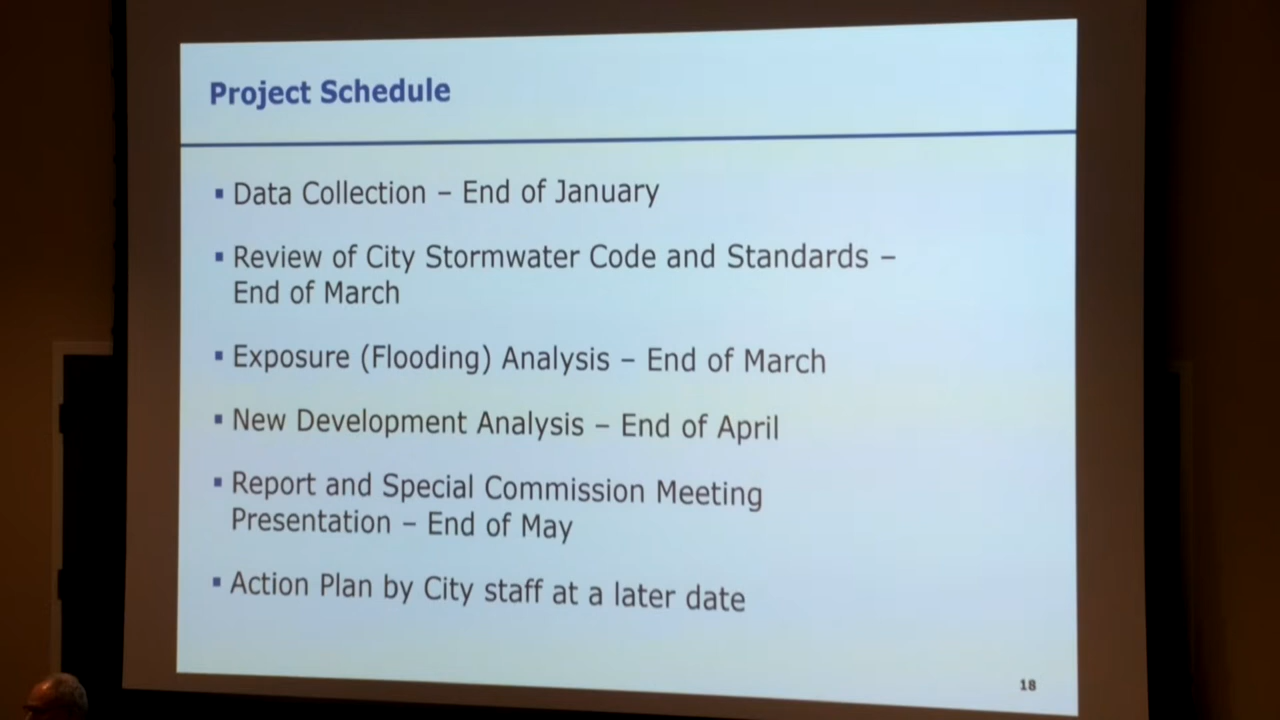 Project Schedule
▪ Data Collection – End of January
▪ Review of City Stormwater Code and Standards –
End of March
▪ Exposure (Flooding) Analysis – End of March
▪ New Development Analysis – End of April
▪ Report and Special Commission Meeting
Presentation – End of May
▪ Action Plan by City staff at a later date
18